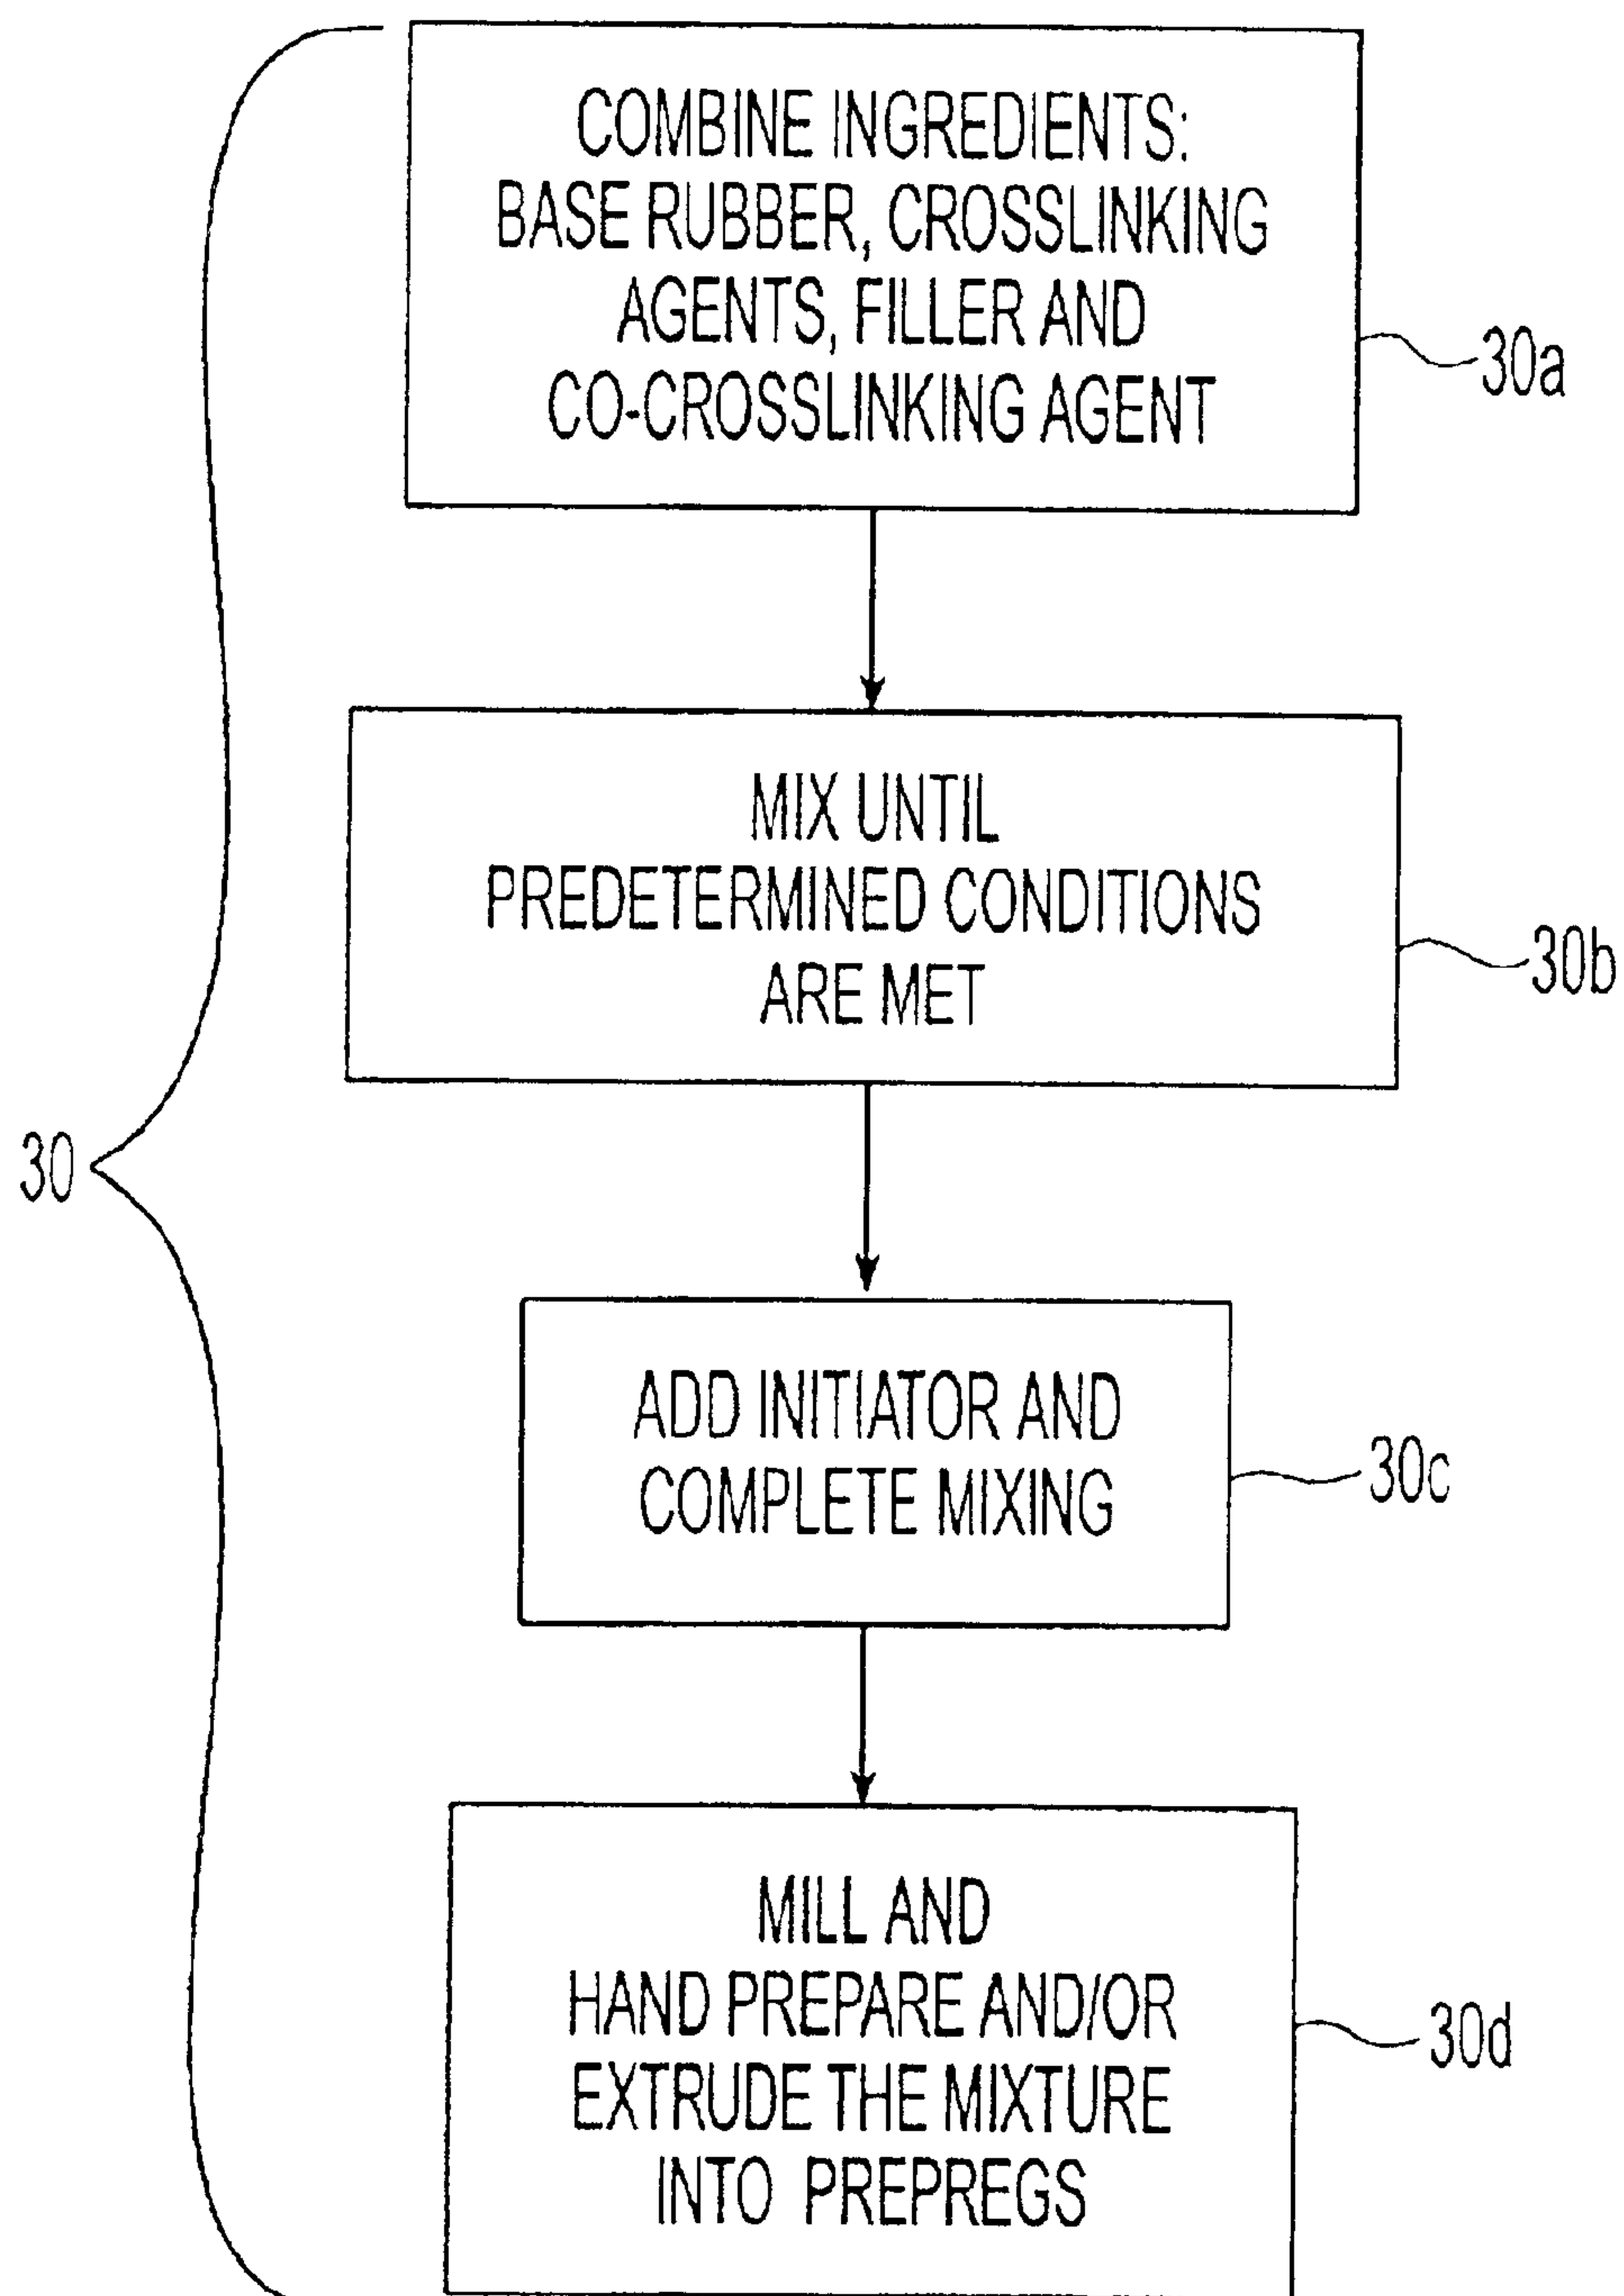 COMBINE INGREDIENTS:
BASE RUBBER, CROSSLINKING
AGENTS, FILLER AND
CO-CROSSLINKING AGENT
30a
MIX UNTIL
PREDETERMINED CONDITIONS
ARE MET
30b
30
ADD INITIATOR AND
COMPLETE MIXING
30c
MILL AND
HAND PREPARE AND/OR
EXTRUDE THE MIXTURE
INTO PREPREGS
30d